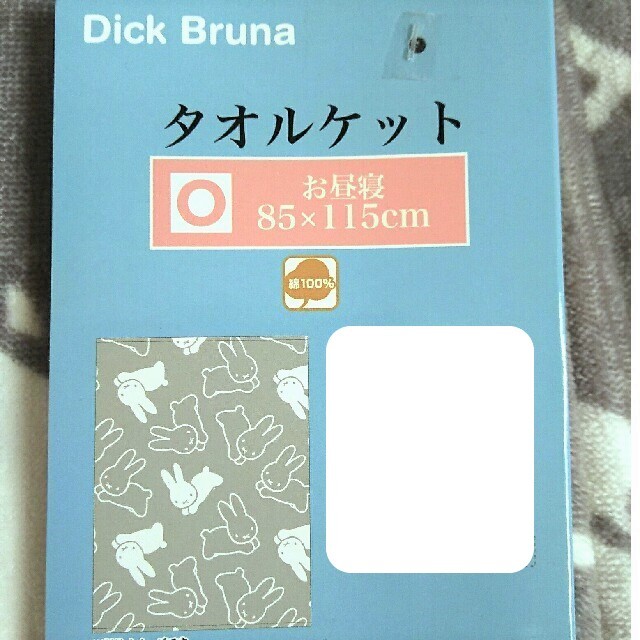 Dick Bruna
タオルケット
お昼寝
85×115cm
綿100%